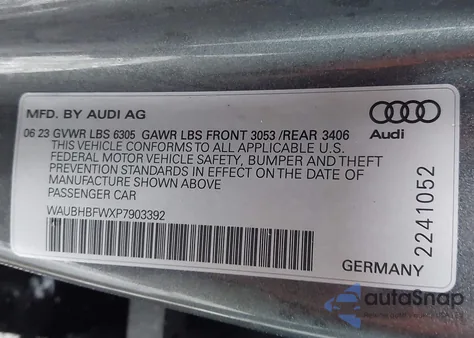 MFD. BY AUDI AG
06 23 GVWR LBS 6305 GAWR LBS FRONT 3053 /REAR 3406
THIS VEHICLE CONFORMS TO ALL APPLICABLE U.S.
FEDERAL MOTOR VEHICLE SAFETY, BUMPER AND THEFT
PREVENTION STANDARDS IN EFFECT ON THE DATE OF
MANUFACTURE SHOWN ABOVE
PASSENGER CAR
WAUBHBFWXP7903392
Audi
2241052
GERMANY
autoSnap